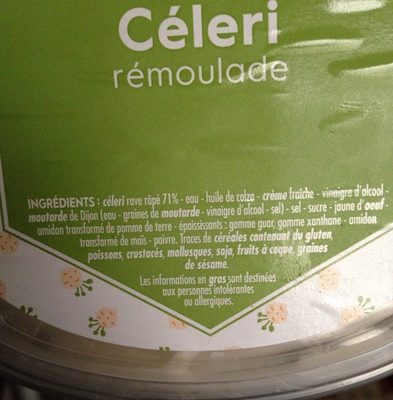 Céleri
rémoulade
INGRÉDIENTS : céleri rave râpé 71% - eau - huile de colza - crème fraîche - vinaigre d'alcool -
moutarde de Dijon (eau - graines de moutarde - vinaigre d'alcool - sel) - sel - sucre - jaune d'oeuf -
amidon transformé de pomme de terre - épaississants : gomme guar, gomme xanthane - amidon
transformé de maïs - poivre. Traces de céréales contenant du gluten,
poissons, crustacés, mollusques, soja, fruits à coque, graines
de sésame.
Les informations en gras sont destinées
aux personnes intolérantes
ou allergiques.